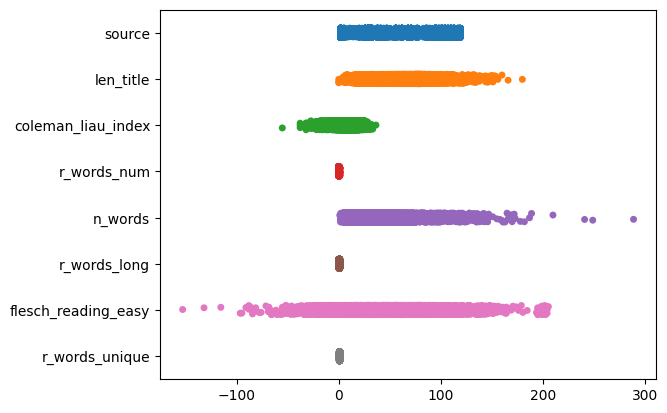 source
len_title
coleman_liau_index
r_words_num
n_words
r_words_long
flesch_reading_easy
r_words_unique
−100 0 100 200 300